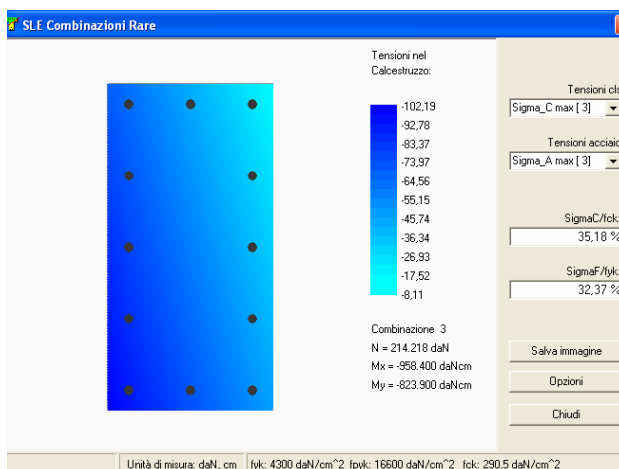 SLE Combinazioni Rare
Tensioni nel
Calcestruzzo:
-102,19
-92,78
-83,37
-73,97
-64,56
-55,15
-45,74
-36,34
-26,93
-17,52
-8,11
Combinazione 3
N = 214.218 daN
Mx = -958.400 daNcm
My = -823.900 daNcm
Tensioni cls
Sigma_C max [ 3]
Tensioni acciaio
Sigma_A max [ 3]
SigmaC/fck:
35,18 %
SigmaF/fyk:
32,37 %
Salva immagine
Opzioni
Chiudi
Unità di misura: daN, cm
fyk: 4300 daN/cm^2 fpyk: 16600 daN/cm^2 fck: 290,5 daN/cm^2